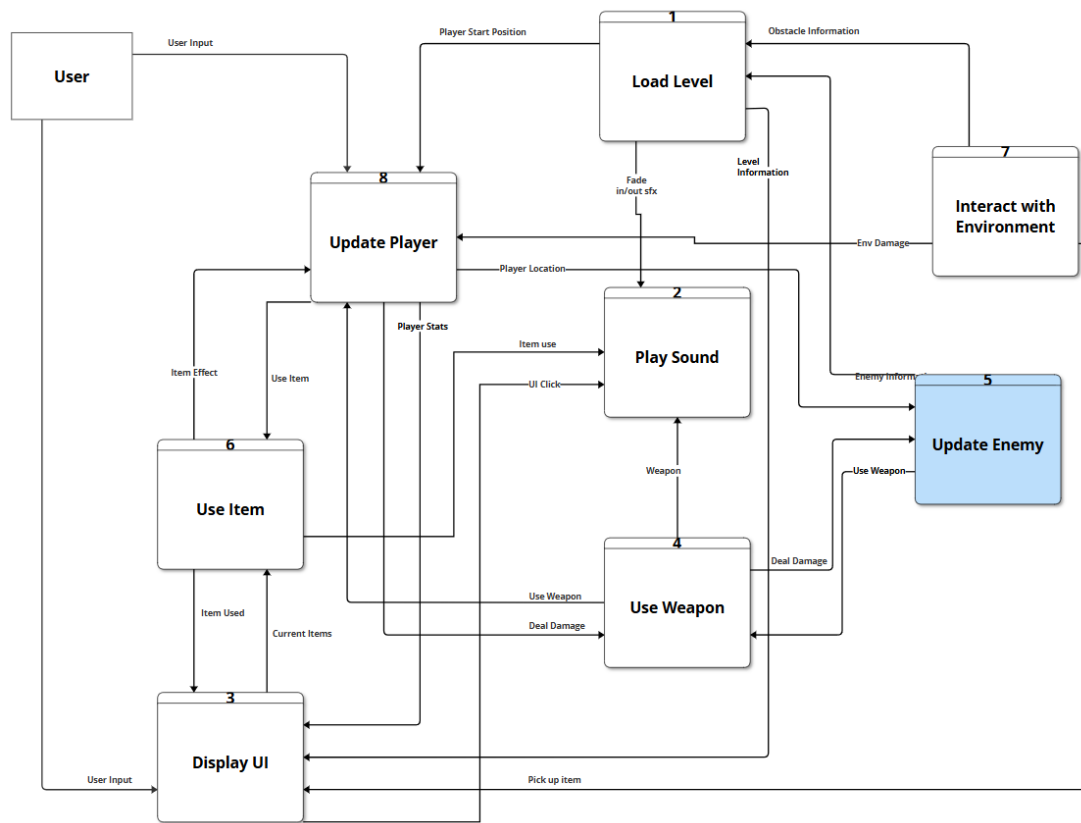 1
User Input
Player Start Position
Obstacle Information
User
Load Level
7
Level
Information
8
Fade
in/out sfx
Interact with
Environment
Update Player
Env Damage
Player Location
2
Player Stats
Item use
Play Sound
Item Effect
Use Item
UI Click
Enemy Informat
5
6
Update Enemy
Weapon
Use Weapon
Use Item
4
Deal Damage
Use Weapon
Use Weapon
Item Used
Deal Damage
Current Items
3
Display UI
User Input
Pick up item